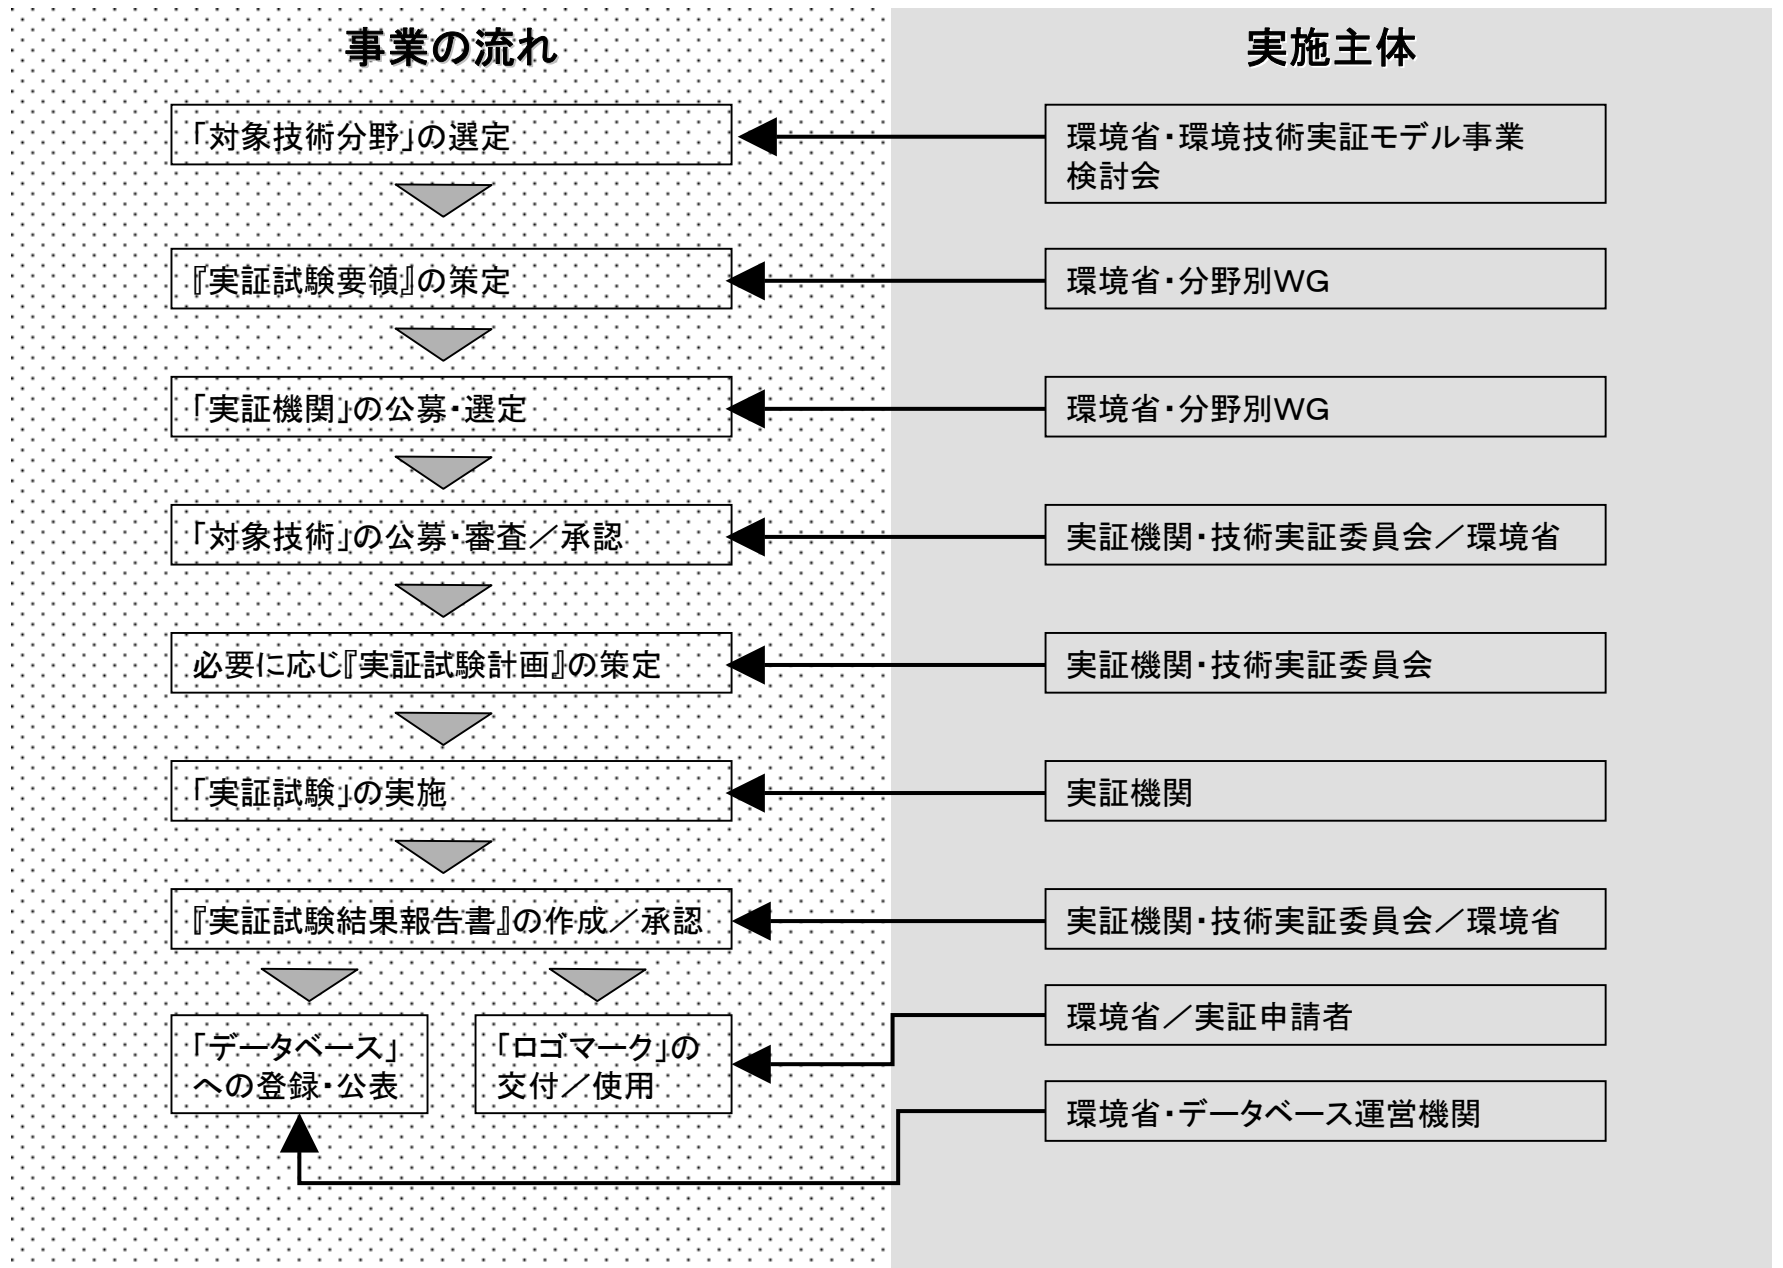 事業の流れ
実施主体
「対象技術分野」の選定
環境省・環境技術実証モデル事業
検討会
『実証試験要領』の策定
環境省・分野別WG
「実証機関」の公募・選定
環境省・分野別WG
「対象技術」の公募・審査／承認
実証機関・技術実証委員会／環境省
必要に応じ『実証試験計画』の策定
実証機関・技術実証委員会
「実証試験」の実施
実証機関
『実証試験結果報告書』の作成／承認
実証機関・技術実証委員会／環境省
「データベース」
への登録・公表
「ロゴマーク」の
交付／使用
環境省／実証申請者
環境省・データベース運営機関